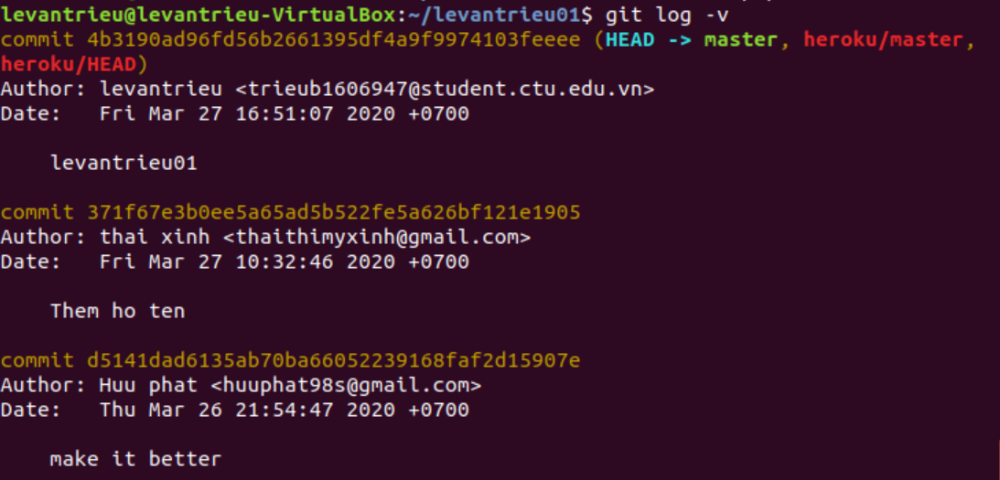 levantrieu@levantrieu-VirtualBox:~/levantrieu01$ git log -v
commit 4b3190ad96fd56b2661395df4a9f9974103feeee (HEAD -> master, heroku/master,
heroku/HEAD)
Author: levantrieu <trieub1606947@student.ctu.edu.vn>
Date:   Fri Mar 27 16:51:07 2020 +0700
    levantrieu01
commit 371f67e3b0ee5a65ad5b522fe5a626bf121e1905
Author: thai xinh <thaithimyxinh@gmail.com>
Date:   Fri Mar 27 10:32:46 2020 +0700
    Them ho ten
commit d5141dad6135ab70ba66052239168faf2d15907e
Author: Huu phat <huuphat98s@gmail.com>
Date:   Thu Mar 26 21:54:47 2020 +0700
    make it better